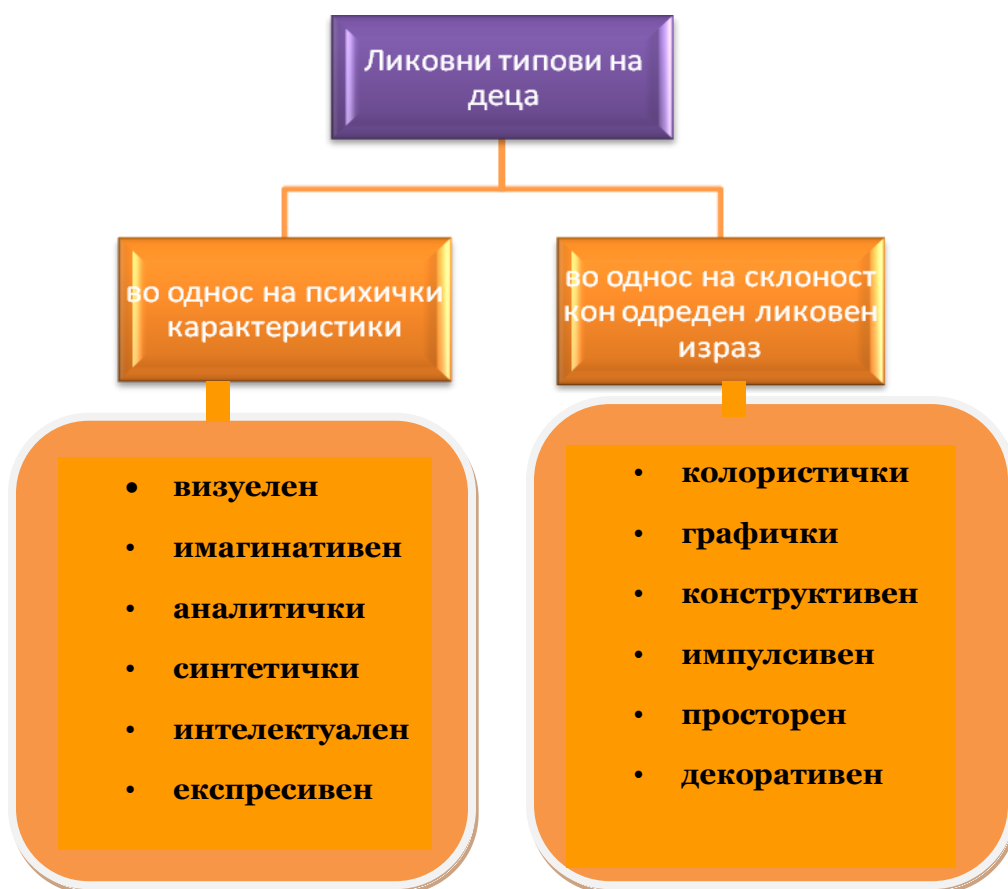 Ликовни типови на
деца
во однос на психички
карактеристики
во однос на склоност
кон одреден ликовен
израз
• визуелен
• имагинативен
• аналитички
• синтетички
• интелектуален
• експресивен
• колористички
• графички
• конструктивен
• импулсивен
• просторен
• декоративен